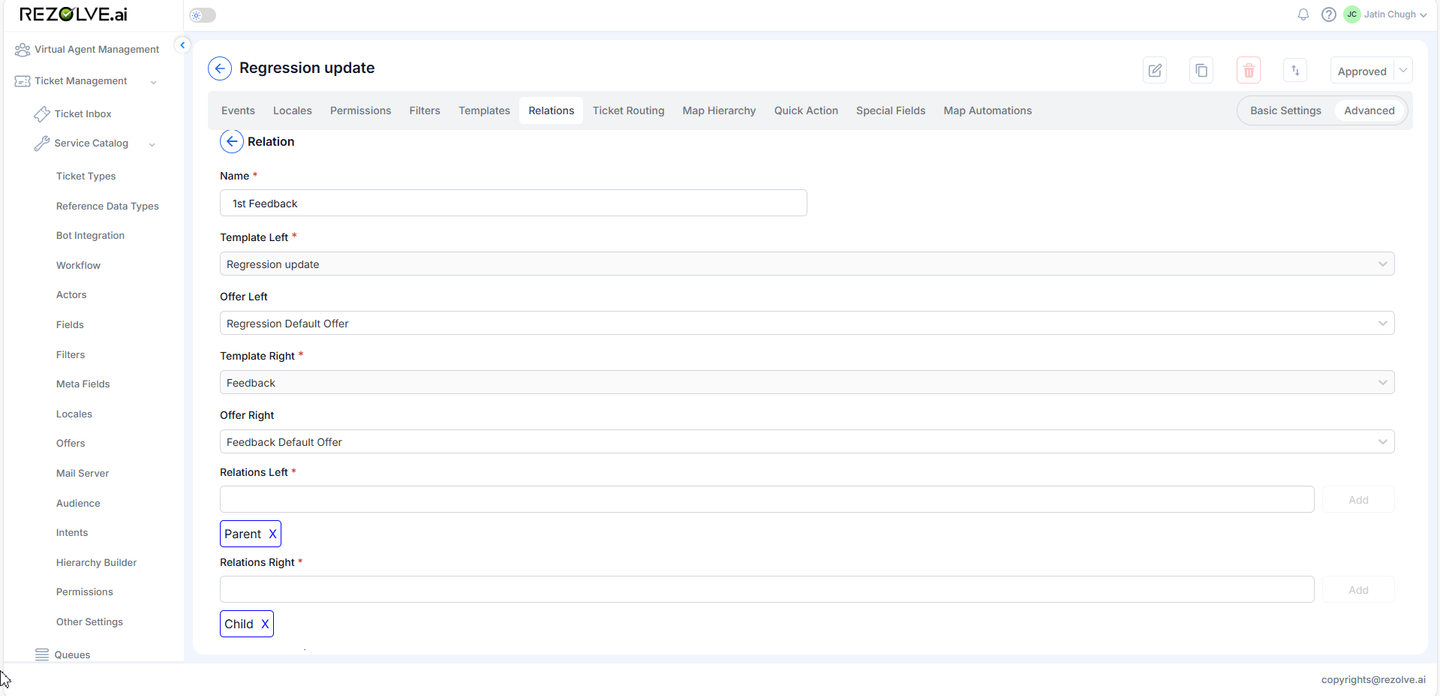 REZOLVE.ai
JC Jatin Chugh
Virtual Agent Management
Ticket Management
Ticket Inbox
Service Catalog
Ticket Types
Reference Data Types
Bot Integration
Workflow
Actors
Fields
Filters
Meta Fields
Locales
Offers
Mail Server
Audience
Intents
Hierarchy Builder
Permissions
Other Settings
Queues
Regression update
Approved
Events Locales Permissions Filters Templates Relations Ticket Routing Map Hierarchy Quick Action Special Fields Map Automations Basic Settings Advanced
Relation
Name *
1st Feedback
Template Left *
Regression update
Offer Left
Regression Default Offer
Template Right *
Feedback
Offer Right
Feedback Default Offer
Relations Left *
Add
Parent X
Relations Right *
Add
Child X
copyrights@rezolve.ai